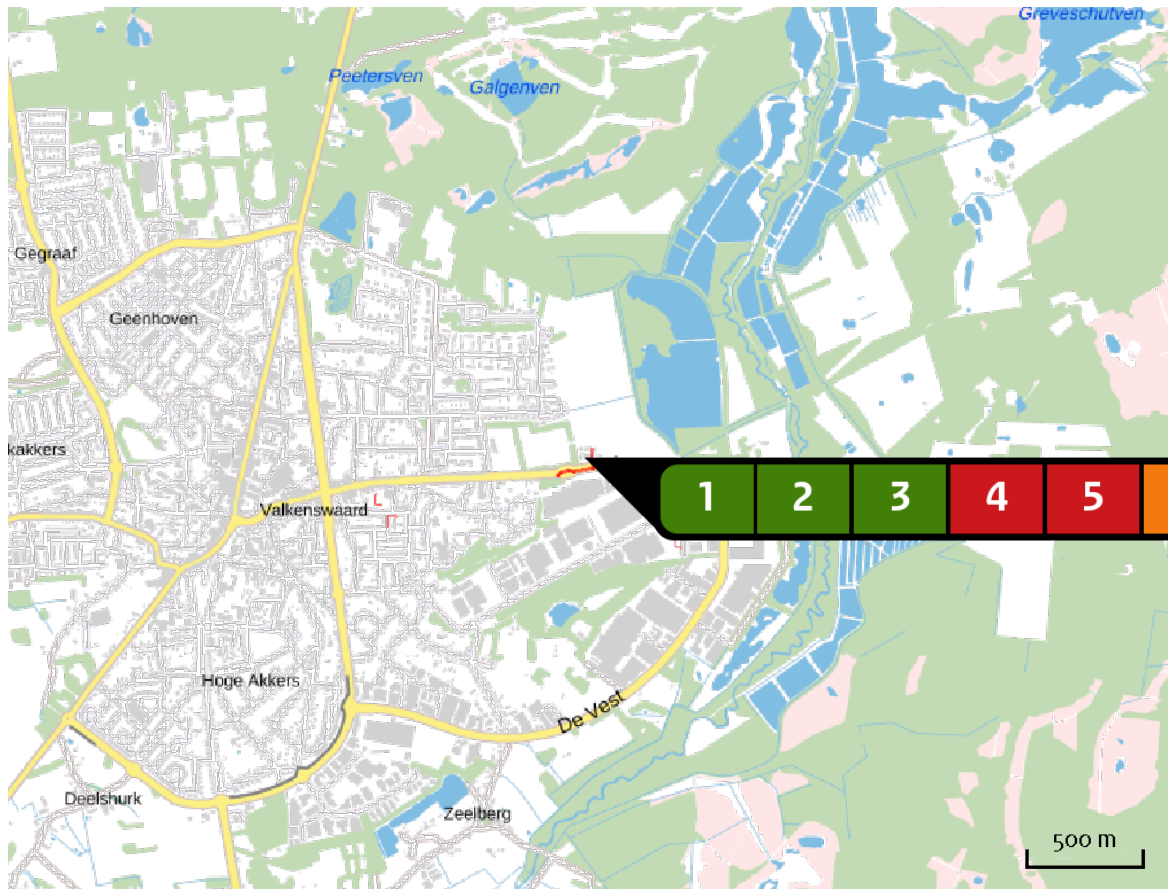 Greveschutven
Peetersven
Galgenven
Gegraaf
Geenhoven
kakkers
Valkenswaard
1 2 3 4 5
Hoge Akkers
De Vest
Deelshurk
Zeelberg
500 m